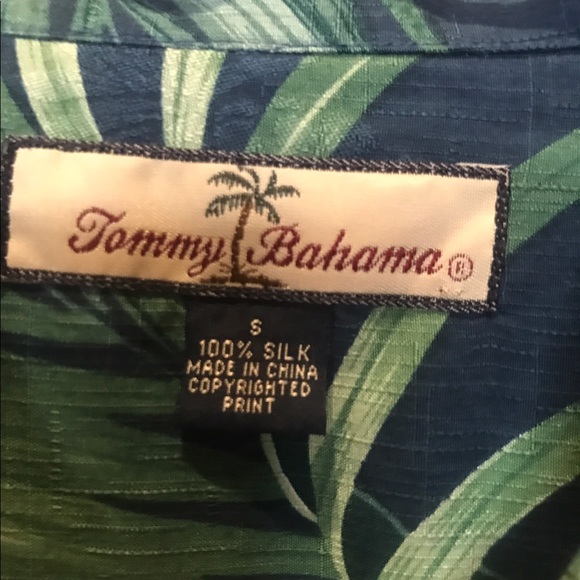 Tommy Bahama®
S
100% SILK
MADE IN CHINA
COPYRIGHTED
PRINT